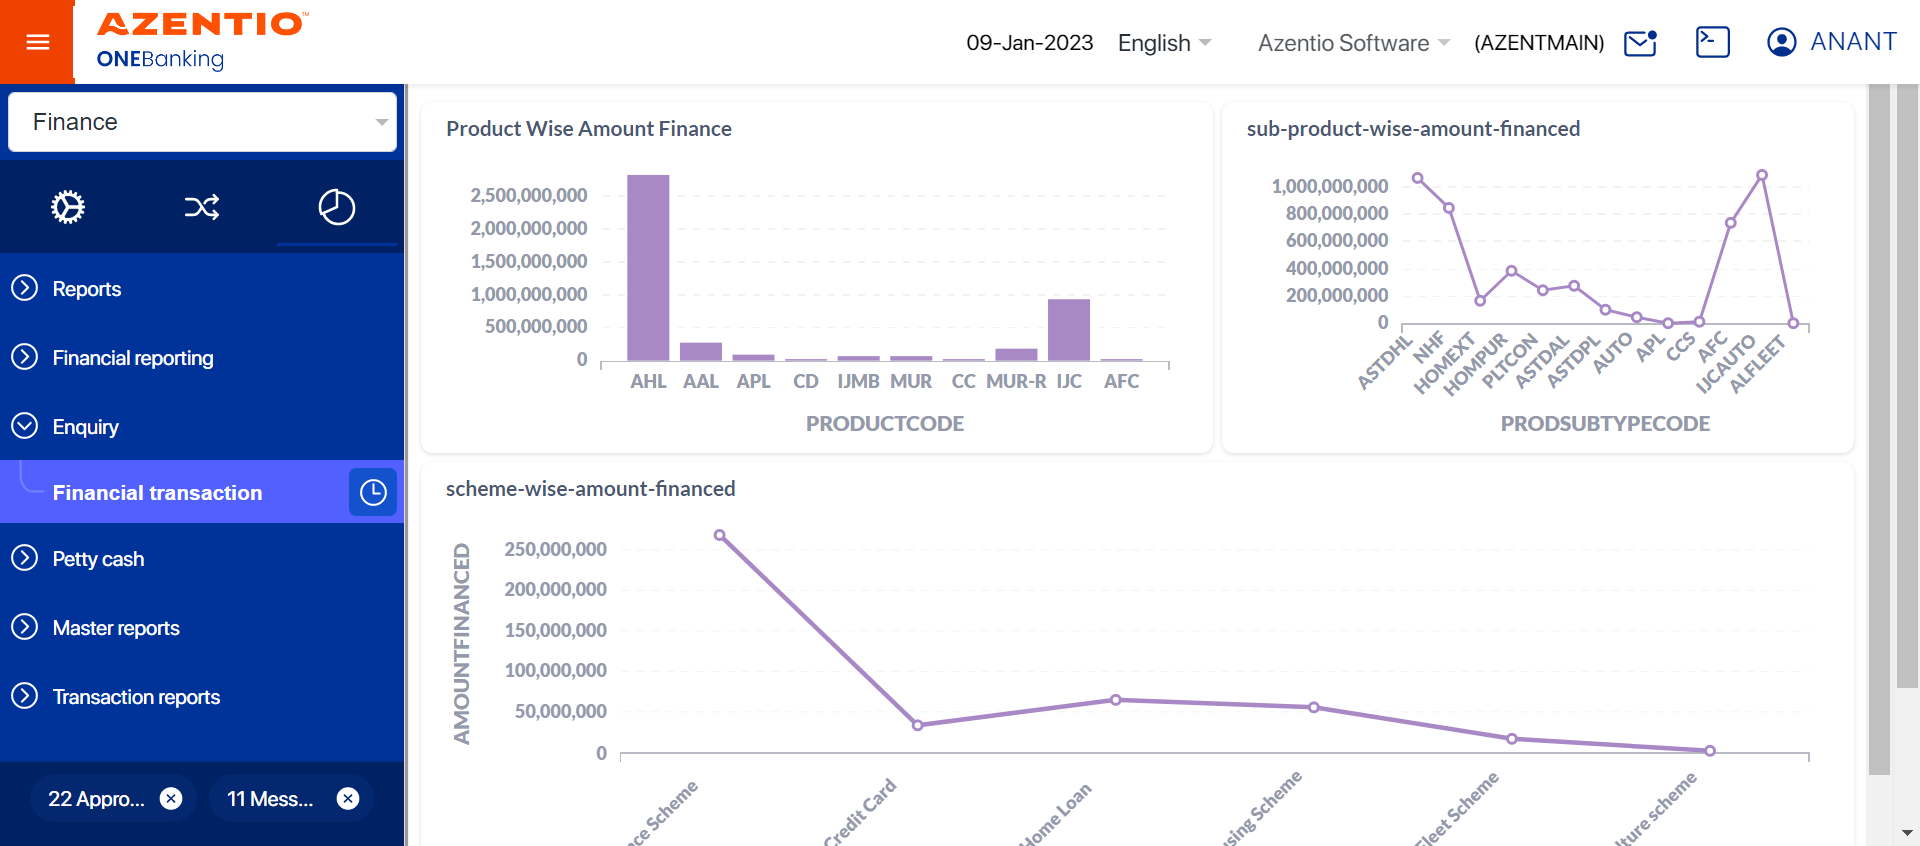 AZENTIO™
ONEBanking
09-Jan-2023
English
Azentio Software
(AZENTMAIN)
ANANT
Finance
Reports
Financial reporting
Enquiry
Financial transaction
Petty cash
Master reports
Transaction reports
22 Appro...
11 Mess...
Product Wise Amount Finance
2,500,000,000
2,000,000,000
1,500,000,000
1,000,000,000
500,000,000
0
AHL AAL APL CD IJMB MUR CC MUR-R IJC AFC
PRODUCTCODE
sub-product-wise-amount-financed
1,000,000,000
800,000,000
600,000,000
400,000,000
200,000,000
0
ASTDHL NHF HOMEXT HOMPUR PLTCON ASTDAL ASTDPL AUTO APL CCS AFC IJCAUTO ALFLEET
PRODSUBTYPECODE
scheme-wise-amount-financed
AMOUNTFINANCED
250,000,000
200,000,000
150,000,000
100,000,000
50,000,000
0
Scheme
Credit Card
Home Loan
Scheme
Fleet Scheme
scheme